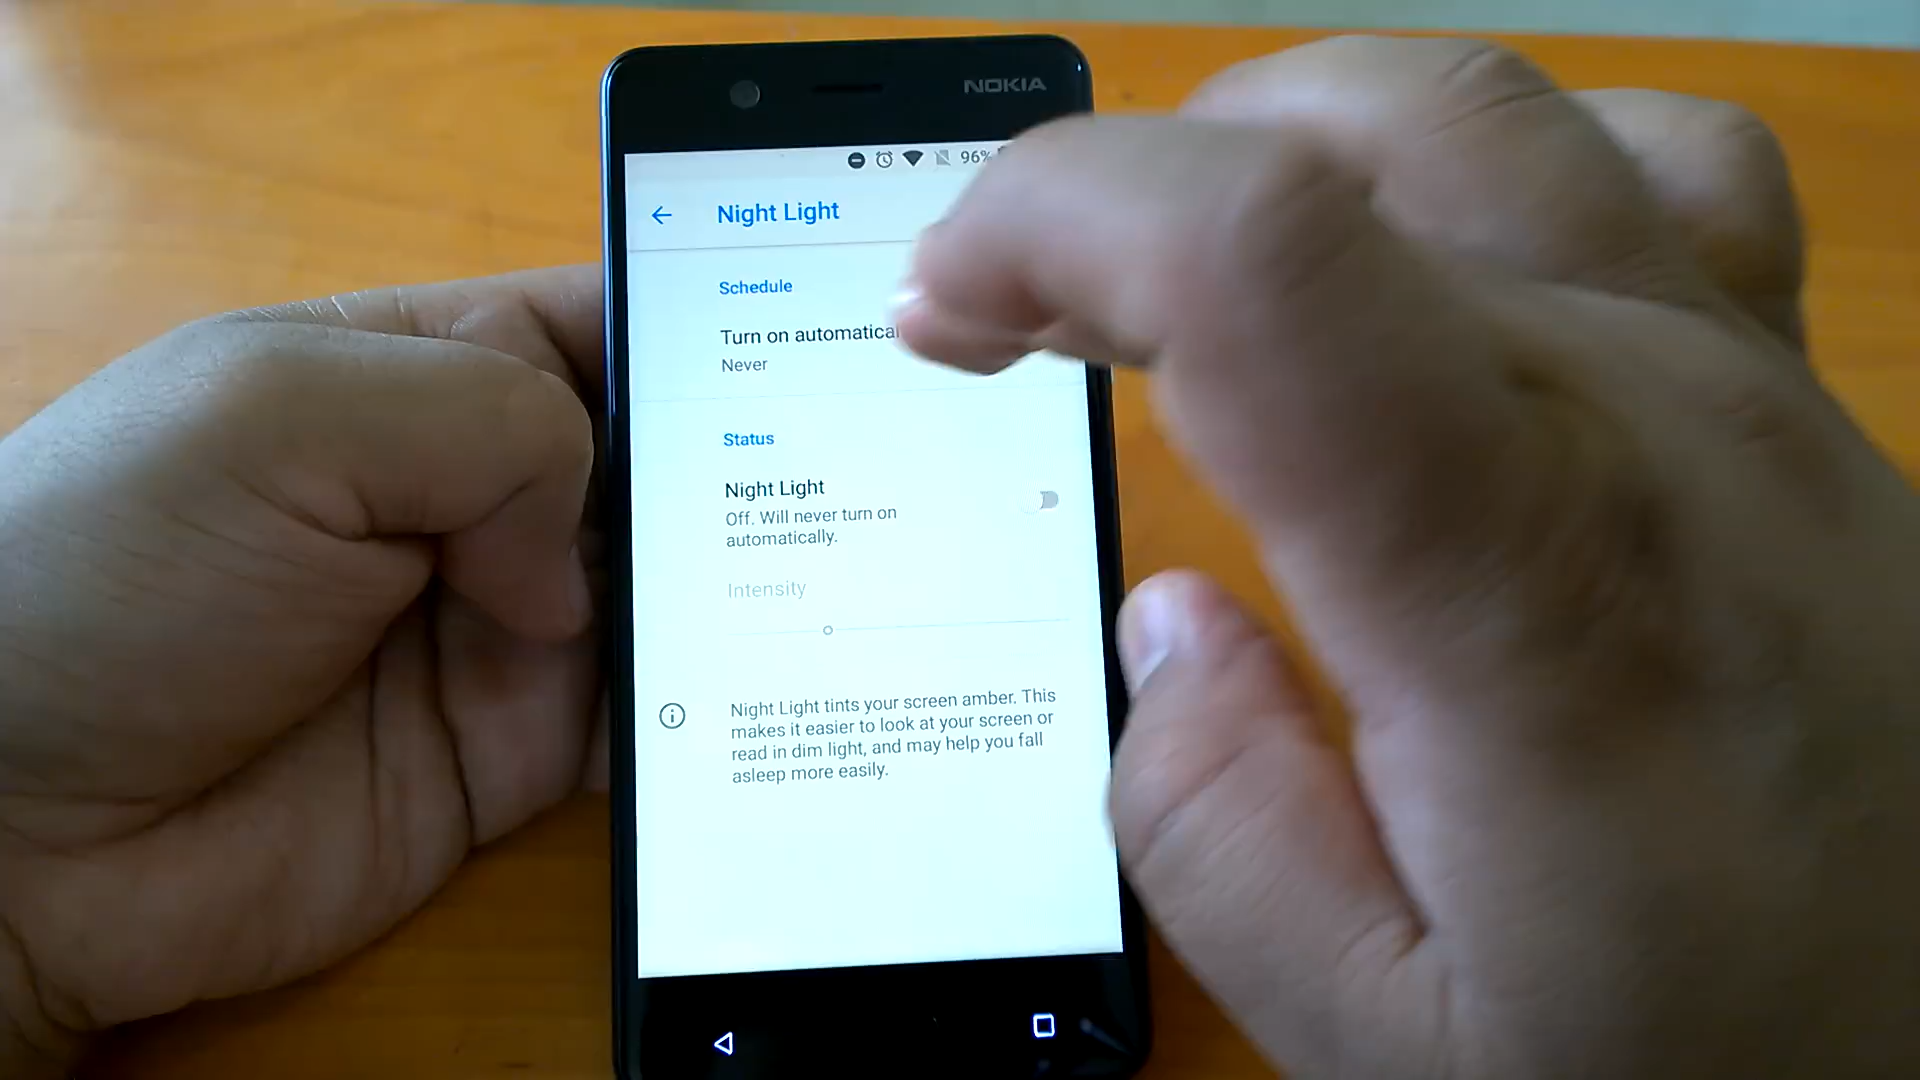 NOKIA
96%
Night Light
Schedule
Turn on automatical
Never
Status
Night Light
Off. Will never turn on
automatically.
Intensity
Night Light tints your screen amber. This
makes it easier to look at your screen or
read in dim light, and may help you fall
asleep more easily.